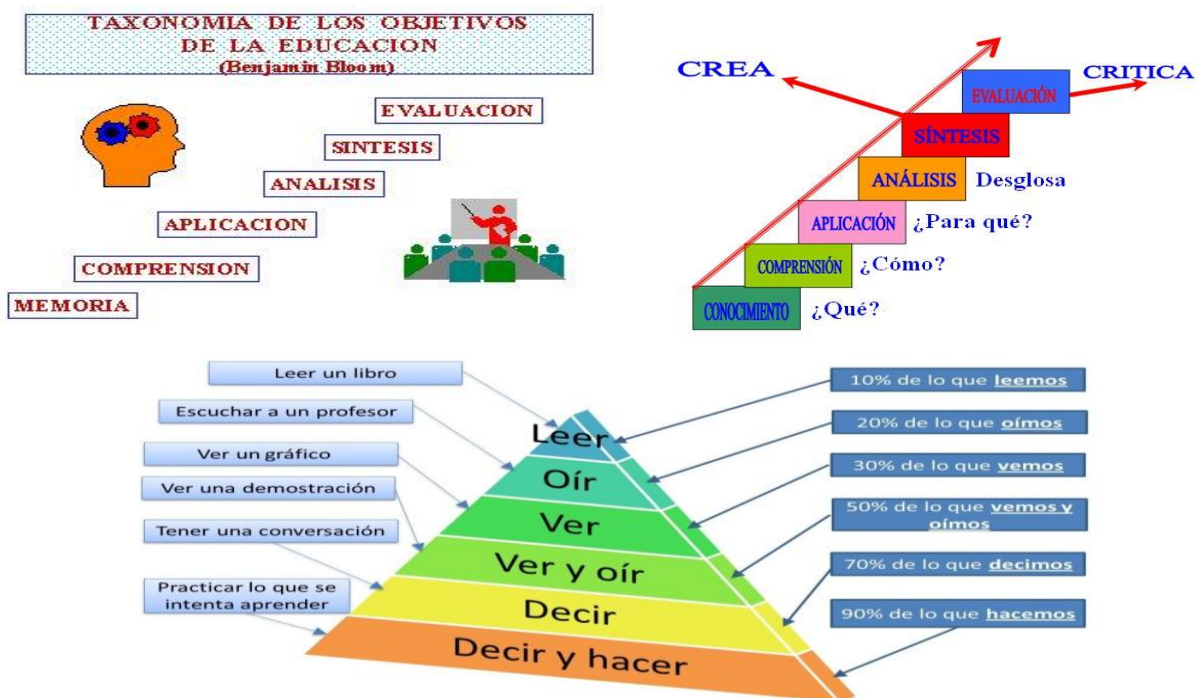 TAXONOMIA DE LOS OBJETIVOS
DE LA EDUCACION
(Benjamin Bloom)
EVALUACION
SINTESIS
ANALISIS
APLICACION
COMPRENSION
MEMORIA
CREA
CRITICA
EVALUACIÓN
SÍNTESIS
ANÁLISIS
Desglosa
APLICACIÓN
¿Para qué?
COMPRENSIÓN
¿Cómo?
CONOCIMIENTO
¿Qué?
Leer un libro
Escuchar a un profesor
Ver un gráfico
Ver una demostración
Tener una conversación
Practicar lo que se
intenta aprender
Leer
Oír
Ver
Ver y oír
Decir
Decir y hacer
10% de lo que leemos
20% de lo que oímos
30% de lo que vemos
50% de lo que vemos y
oímos
70% de lo que decimos
90% de lo que hacemos